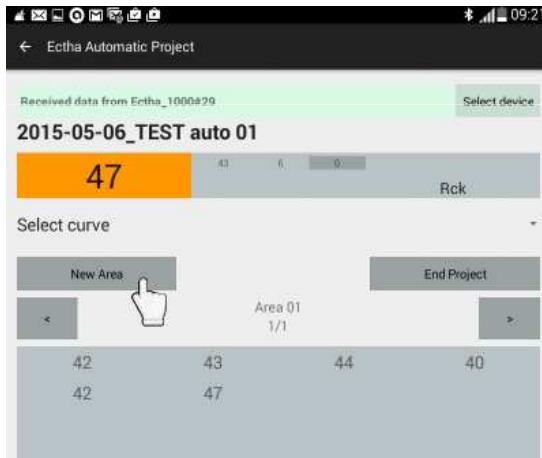 09:21
← Ectha Automatic Project
Received data from Ectha_1000#29 Select device
2015-05-06_TEST auto 01
47 43 6 0 Rck
Select curve
New Area End Project
< Area 01 >
1/1
42 43 44 40
42 47